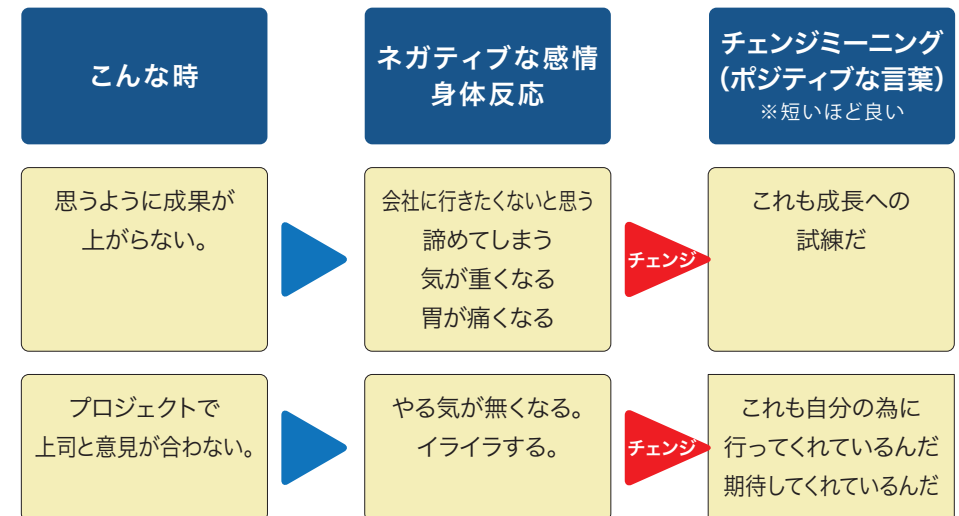 こんな時
ネガティブな感情
身体反応
チェンジミーニング
(ポジティブな言葉)
※短いほど良い
思うように成果が
上がらない。
会社に行きたくないと思う
諦めてしまう
気が重くなる
胃が痛くなる
チェンジ
これも成長への
試練だ
プロジェクトで
上司と意見が合わない。
やる気が無くなる。
イライラする。
チェンジ
これも自分の為に
行ってくれているんだ
期待してくれているんだ